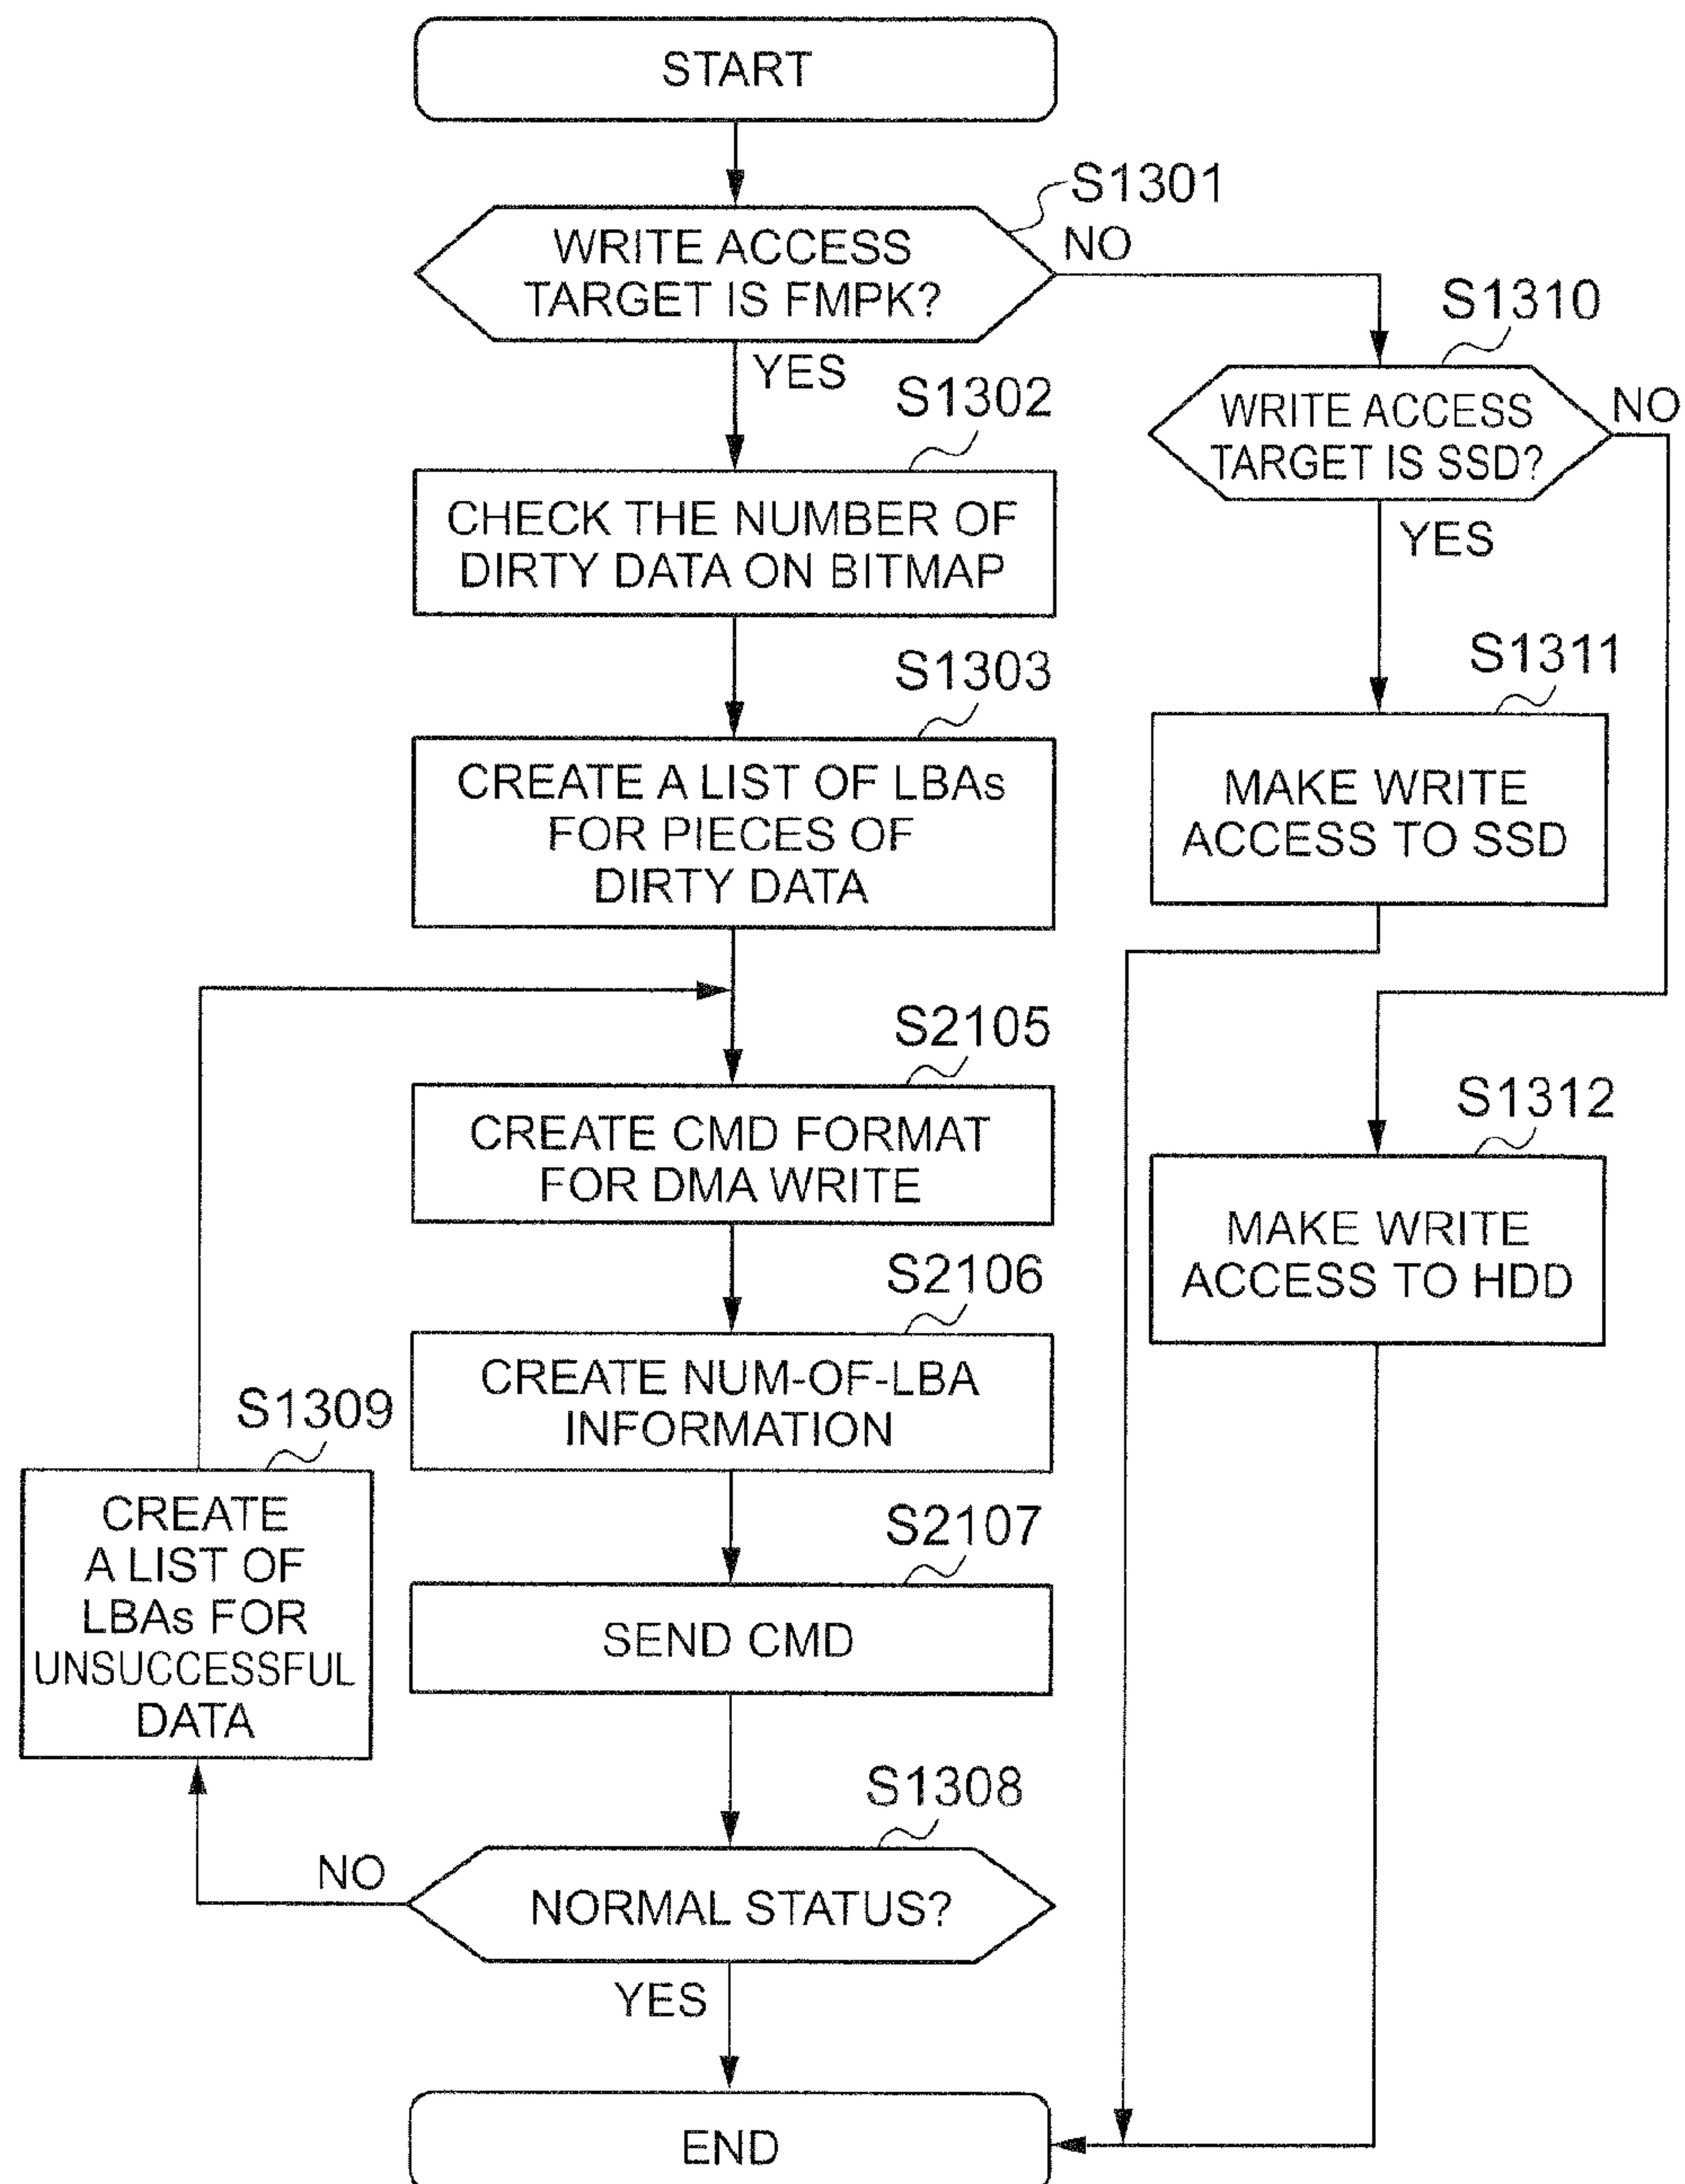 START
S1301
WRITE ACCESS
TARGET IS FMPK?
NO
YES
S1310
WRITE ACCESS
TARGET IS SSD?
NO
YES
S1302
CHECK THE NUMBER OF
DIRTY DATA ON BITMAP
S1303
CREATE A LIST OF LBAs
FOR PIECES OF
DIRTY DATA
S1311
MAKE WRITE
ACCESS TO SSD
S2105
CREATE CMD FORMAT
FOR DMA WRITE
S1312
MAKE WRITE
ACCESS TO HDD
S2106
CREATE NUM-OF-LBA
INFORMATION
S1309
CREATE
A LIST OF
LBAs FOR
UNSUCCESSFUL
DATA
S2107
SEND CMD
S1308
NORMAL STATUS?
NO
YES
END